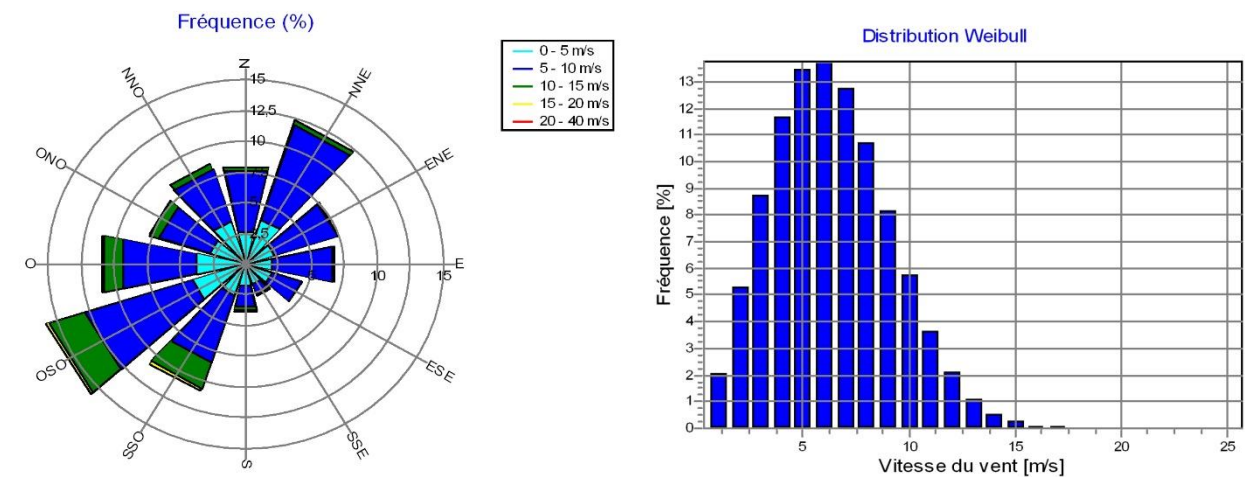 Fréquence (%)
0 - 5 m/s
5 - 10 m/s
10 - 15 m/s
15 - 20 m/s
20 - 40 m/s
N
NNE
ENE
E
ESE
SSE
S
SSO
OSO
O
ONO
NNO
15
12,5
10
2,5
5
10
15
Distribution Weibull
Fréquence [%]
13
12
11
10
9
8
7
6
5
4
3
2
1
0
5
10
15
20
25
Vitesse du vent [m/s]